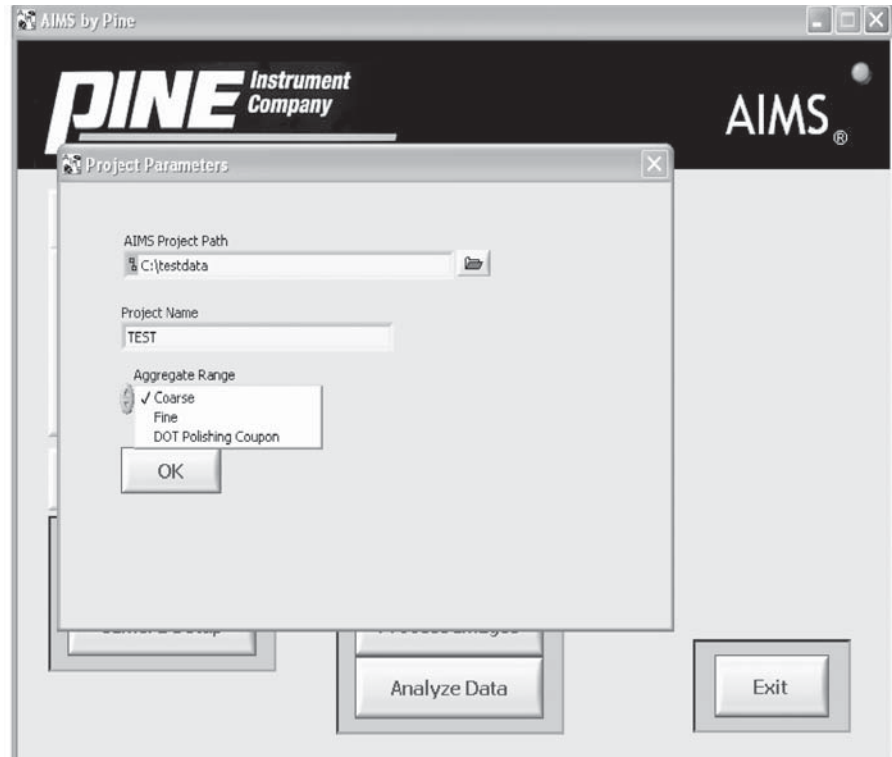 AIMS by Pine
PINE Instrument Company
AIMS®
Project Parameters
AIMS Project Path
C:\testdata
Project Name
TEST
Aggregate Range
✓ Coarse
Fine
DOT Polishing Coupon
OK
Analyze Data
Exit